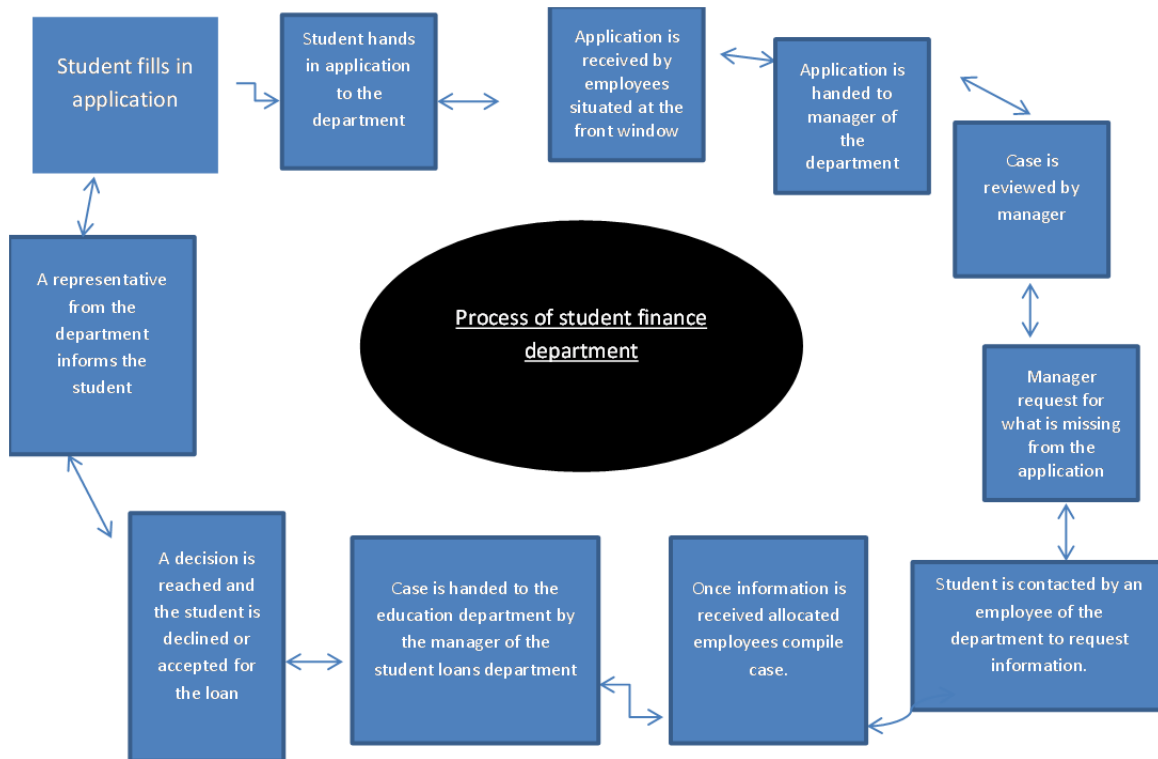 Student fills in
application
Student hands
in application
to the
department
Application is
received by
employees
situated at the
front window
Application is
handed to
manager of
the
department
Case is
reviewed by
manager
Manager
request for
what is missing
from the
application
Student is contacted by an
employee of the
department to request
information.
Once information is
received allocated
employees compile
case.
Case is handed to the
education department by
the manager of the
student loans department
A decision is
reached and
the student is
declined or
accepted for
the loan
A representative
from the
department
informs the
student
Process of student finance
department